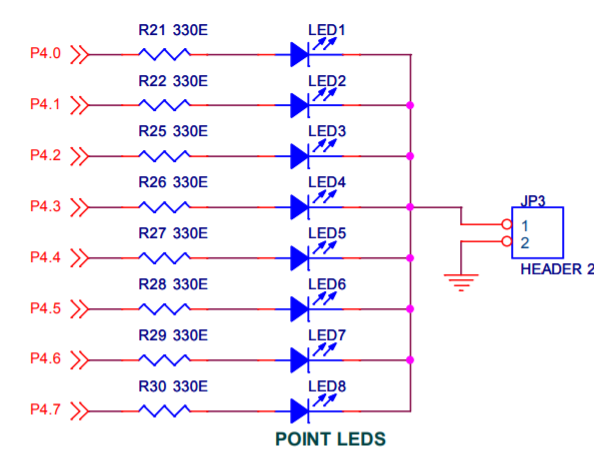 R21 330E LED1
P4.0
R22 330E LED2
P4.1
R25 330E LED3
P4.2
R26 330E LED4
P4.3
JP3
1
2
HEADER 2
R27 330E LED5
P4.4
R28 330E LED6
P4.5
R29 330E LED7
P4.6
R30 330E LED8
P4.7
POINT LEDS